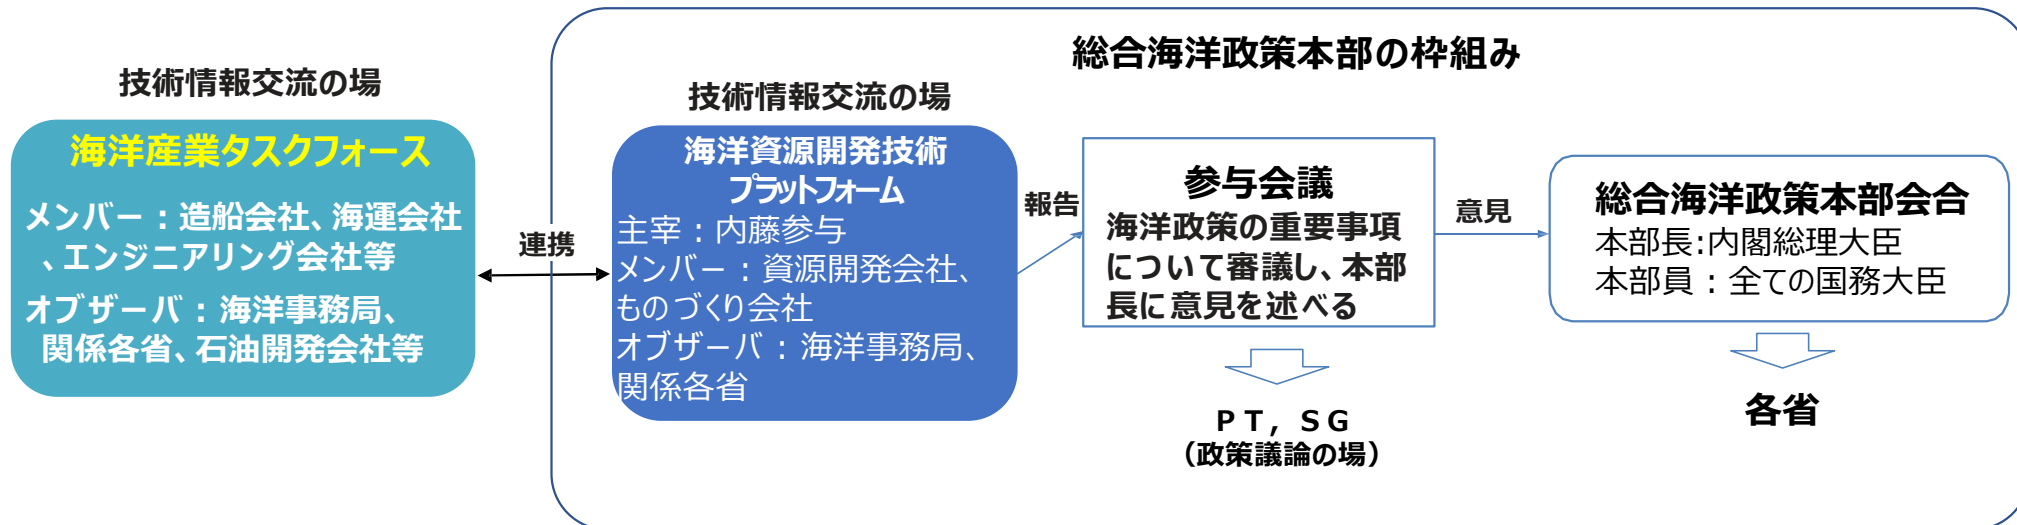 総合海洋政策本部の枠組み
技術情報交流の場
海洋産業タスクフォース
メンバー：造船会社、海運会社
、エンジニアリング会社等
オブザーバ：海洋事務局、
関係各省、石油開発会社等
連携
技術情報交流の場
海洋資源開発技術
プラットフォーム
主宰：内藤参与
メンバー：資源開発会社、
ものづくり会社
オブザーバ：海洋事務局、
関係各省
報告
参与会議
海洋政策の重要事項
について審議し、本部
長に意見を述べる
意見
総合海洋政策本部会合
本部長:内閣総理大臣
本部員：全ての国務大臣
ＰＴ，ＳＧ
（政策議論の場）
各省